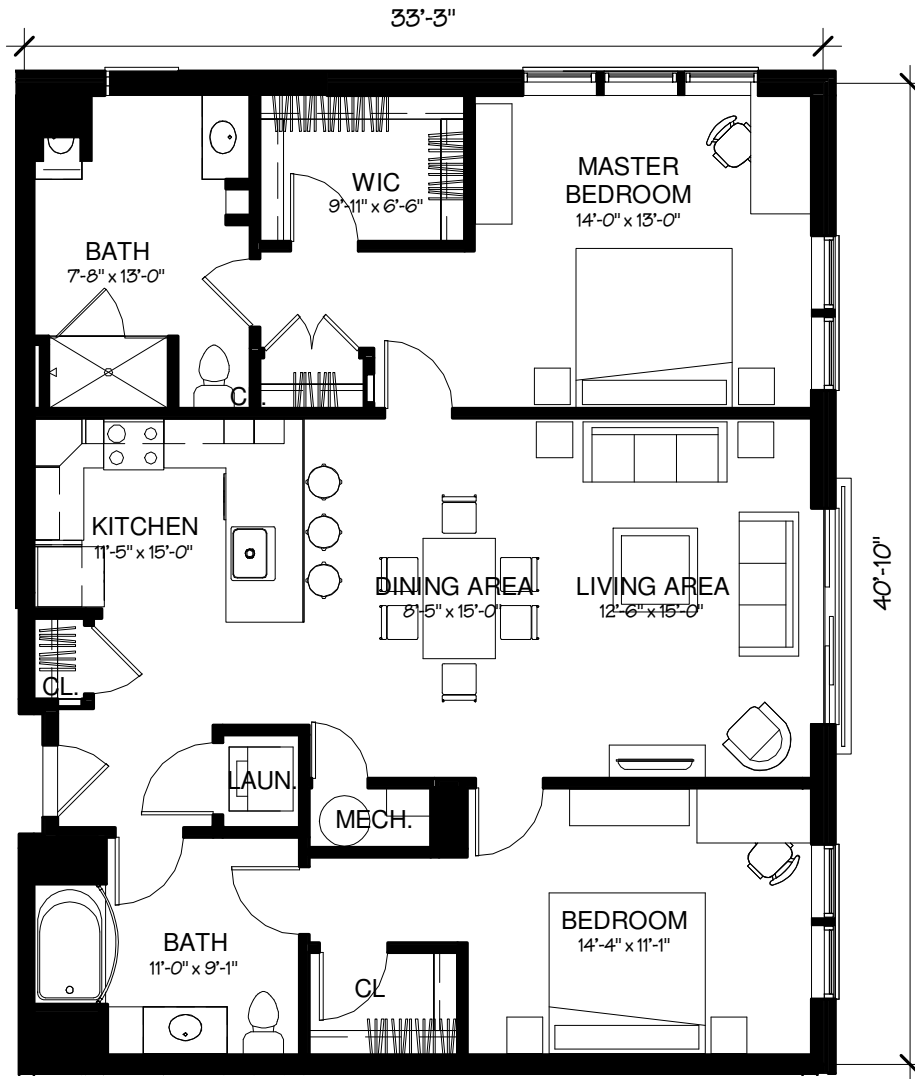 33'-3"
MASTER
BEDROOM
14'-0" x 13'-0"
WIC
9'-11" x 6'-6"
BATH
7'-8" x 13'-0"
C.
KITCHEN
11'-5" x 15'-0"
DINING AREA
8'-5" x 15'-0"
LIVING AREA
12'-6" x 15'-0"
40'-10"
CL.
LAUN.
MECH.
BEDROOM
14'-4" x 11'-1"
BATH
11'-0" x 9'-1"
CL